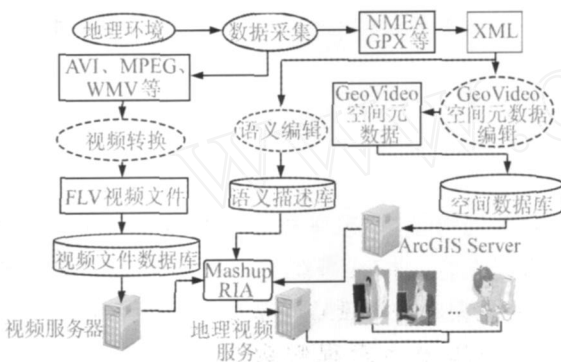 地理环境
数据采集
NMEA
GPX等
XML
AVI、MPEG、
WMV等
GeoVideo
空间元
数据
GeoVideo
空间元数据
编辑
视频转换
语义编辑
FLV视频文件
语义描述库
空间数据库
视频文件数据库
ArcGIS Server
Mashup
RIA
视频服务器
地理视频
服务
...